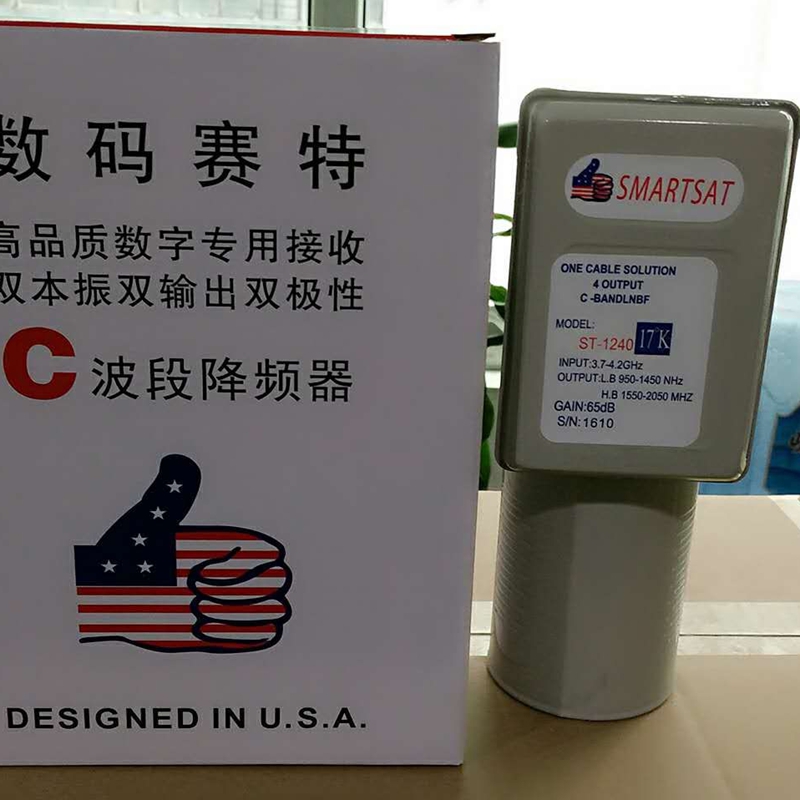 数码赛特
高品质数字专用接收
双本振双输出双极性
C波段降频器
DESIGNED IN U.S.A.
SMARTSAT
ONE CABLE SOLUTION
4 OUTPUT
C -BANDLNBF
MODEL:
ST-1240 17°K
INPUT:3.7-4.2GHz
OUTPUT:L.B 950-1450 NHz
H.B 1550-2050 MHZ
GAIN:65dB
S/N:1610